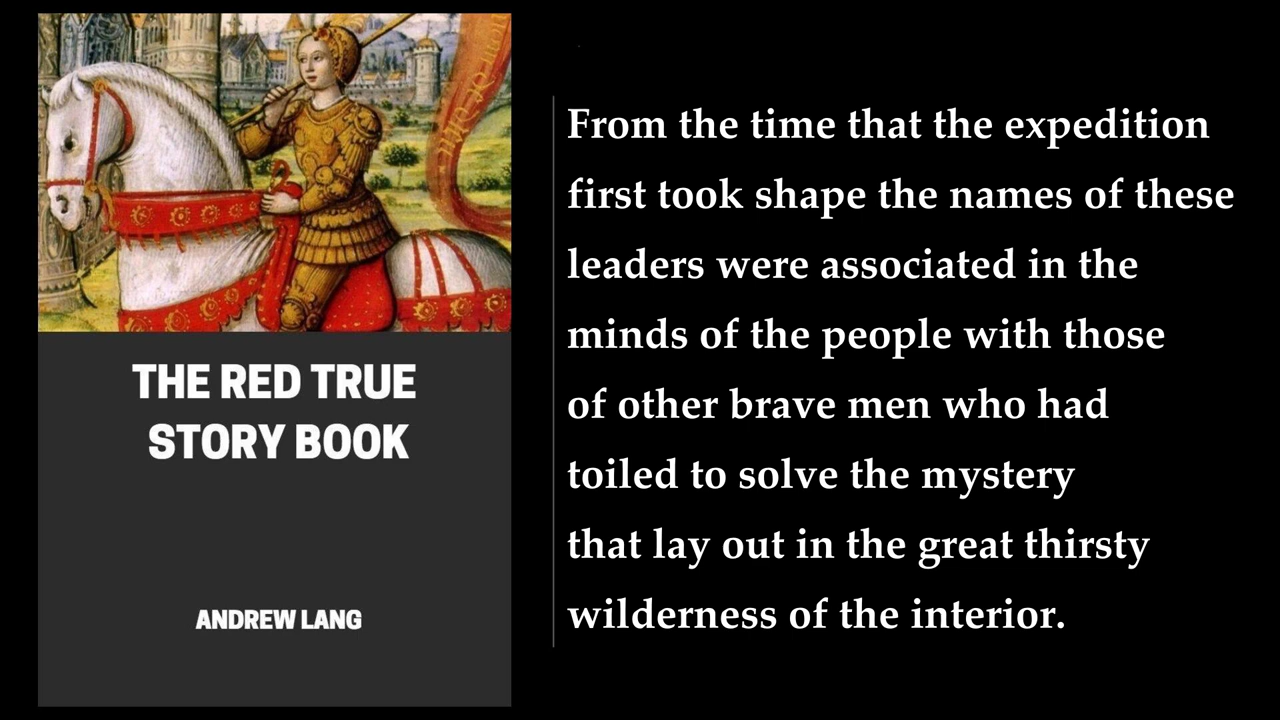 THE RED TRUE
STORY BOOK
ANDREW LANG
From the time that the expedition
first took shape the names of these
leaders were associated in the
minds of the people with those
of other brave men who had
toiled to solve the mystery
that lay out in the great thirsty
wilderness of the interior.